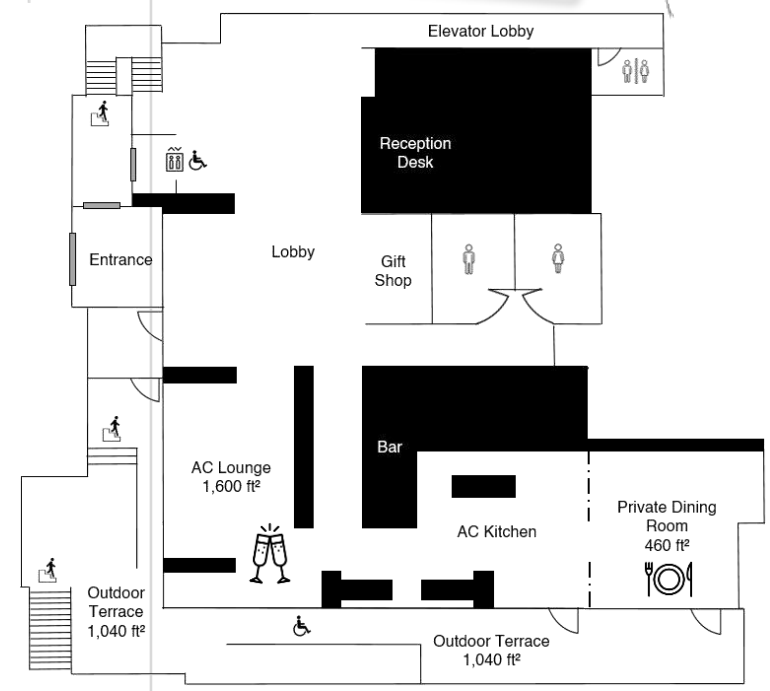 Elevator Lobby
Reception
Desk
Lobby
Entrance
Gift
Shop
Bar
AC Lounge
1,600 ft²
AC Kitchen
Private Dining
Room
460 ft²
Outdoor
Terrace
1,040 ft²
Outdoor Terrace
1,040 ft²